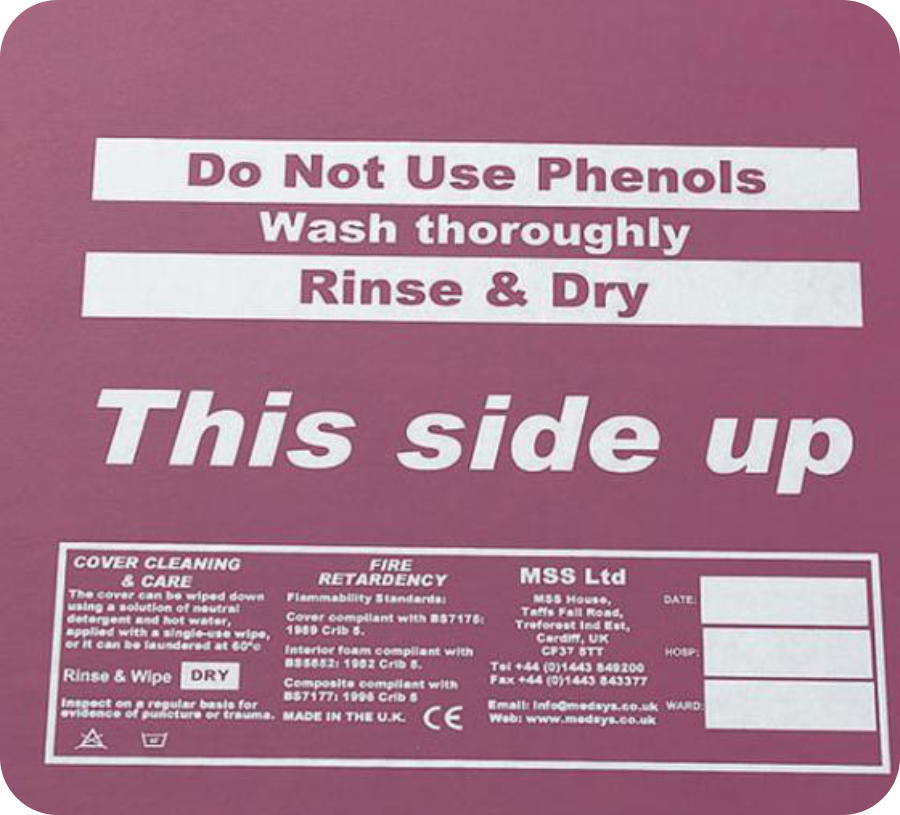 Do Not Use Phenols
Wash thoroughly
Rinse & Dry
This side up
COVER CLEANING
& CARE
The cover can be wiped down
using a solution of neutral
detergent and hot water,
applied with a single-use wipe,
or it can be laundered at 60°c
Rinse & Wipe DRY
Inspect on a regular basis for
evidence of puncture or trauma.
FIRE
RETARDENCY
Flammability Standards:
Cover compliant with BS7175:
1989 Crib 5.
Interior foam compliant with
BS5852: 1982 Crib 5.
Composite compliant with
BS7177: 1996 Crib 5
MADE IN THE U.K. CE
MSS Ltd
MSS House,
Taffs Fall Road,
Treforest Ind Est,
Cardiff, UK
CF37 5TT
Tel +44 (0)1443 849200
Fax +44 (0)1443 843377
Email: info@medsys.co.uk
Web: www.medsys.co.uk
DATE:
HOSP:
WARD: